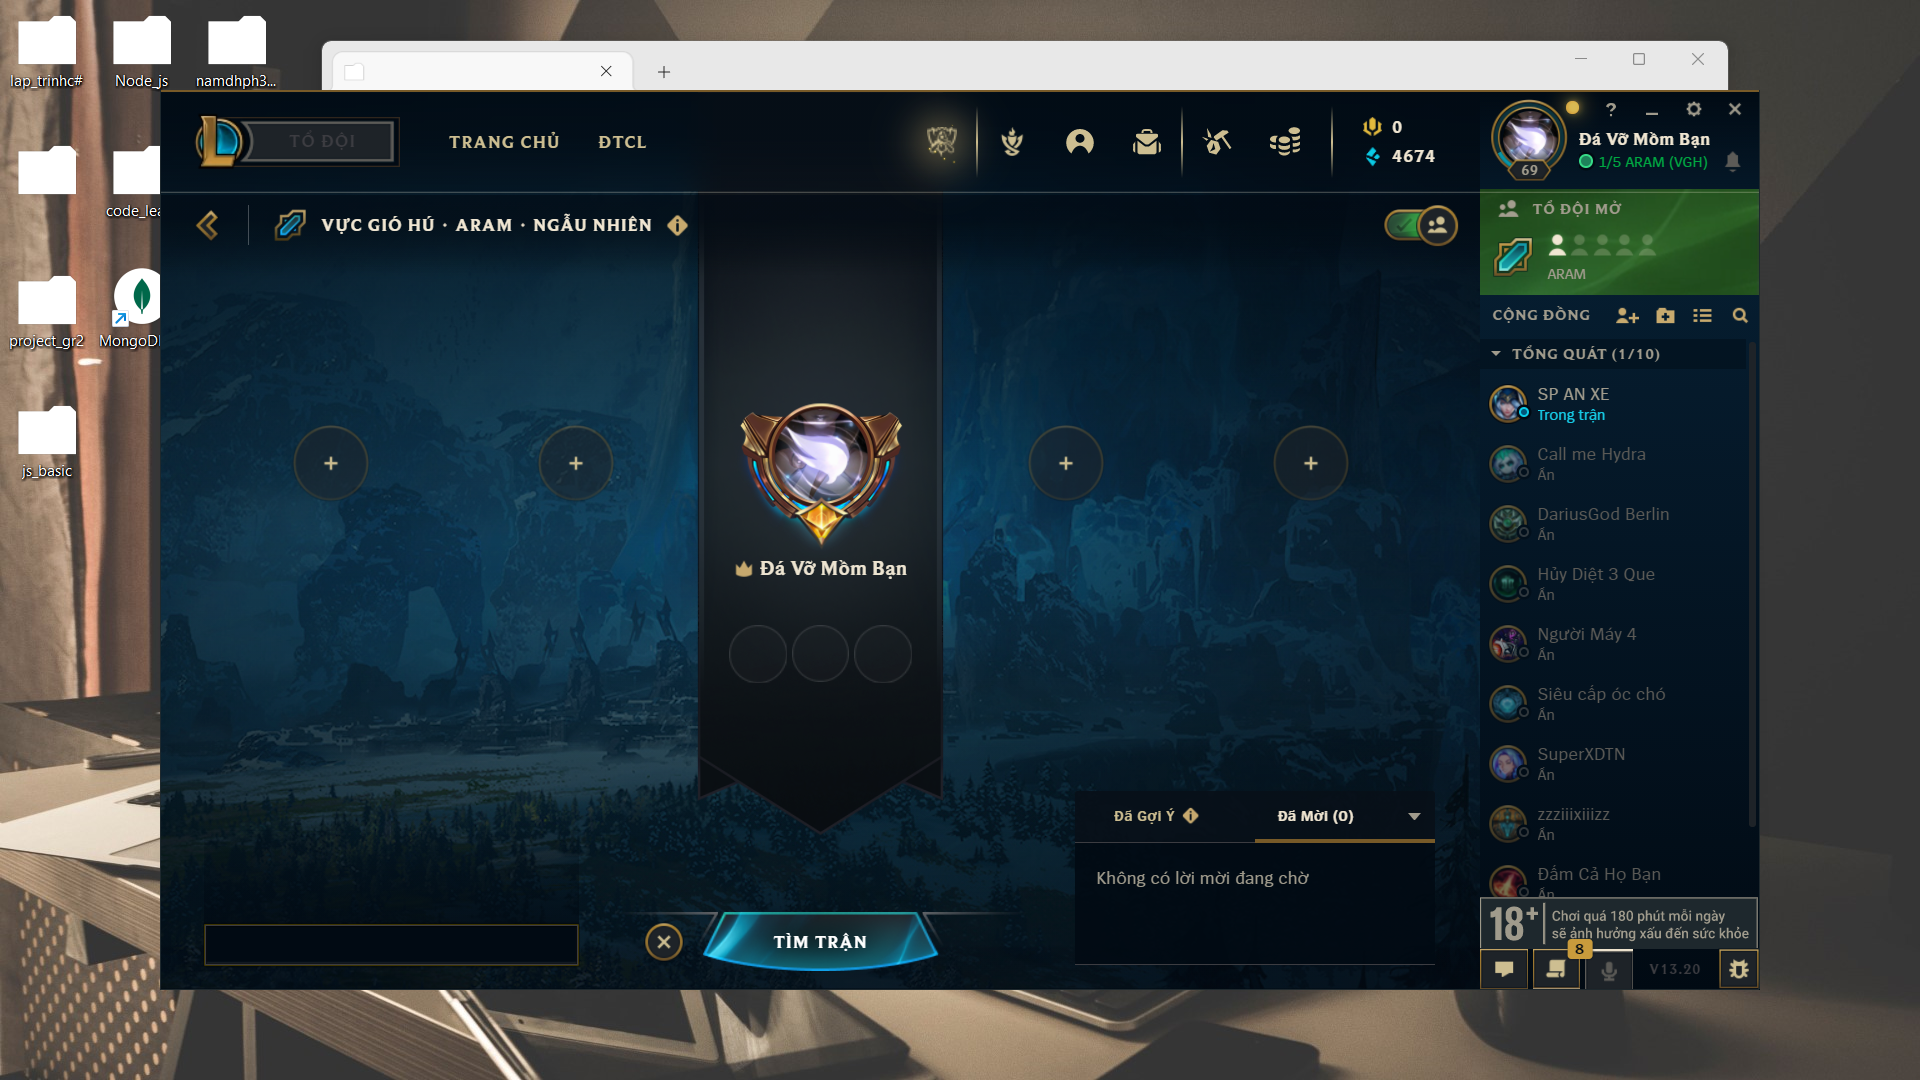 lap_trinhc#
Node_js
namdhph3...
code_lea
project_gr2
MongoD
js_basic
TỔ ĐỘI
TRANG CHỦ
ĐTCL
0
4674
?
69
Đá Vỡ Mồm Bạn
1/5 ARAM (VGH)
VỰC GIÓ HÚ · ARAM · NGẪU NHIÊN
TỔ ĐỘI MỞ
ARAM
CỘNG ĐỒNG
TỔNG QUÁT (1/10)
SP AN XE
Trong trận
Call me Hydra
Ẩn
DariusGod Berlin
Ẩn
Hủy Diệt 3 Que
Ẩn
Người Máy 4
Ẩn
Siêu cấp óc chó
Ẩn
SuperXDTN
Ẩn
zzziiixiiizz
Ẩn
Đấm Cả Họ Bạn
Ẩn
Đá Vỡ Mồm Bạn
Đã Gợi Ý
Đã Mời (0)
Không có lời mời đang chờ
TÌM TRẬN
18+
Chơi quá 180 phút mỗi ngày
sẽ ảnh hưởng xấu đến sức khỏe
8
V13.20